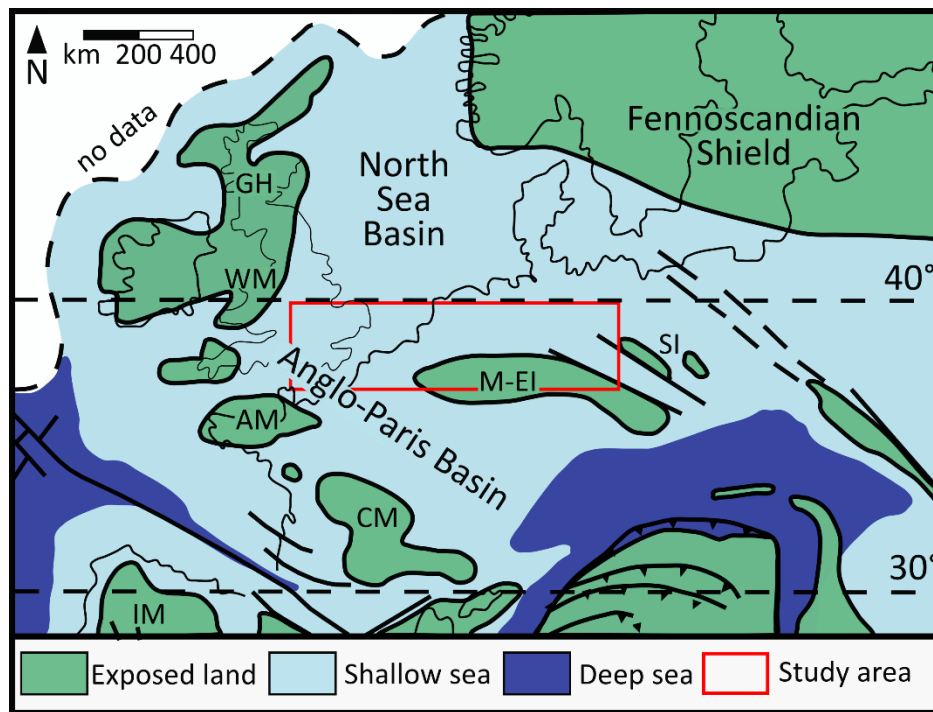 N
km 200 400
no data
Fennoscandian
Shield
North
Sea
Basin
GH
WM
40°
SI
Anglo-Paris Basin
M-EI
AM
CM
30°
IM
Exposed land
Shallow sea
Deep sea
Study area